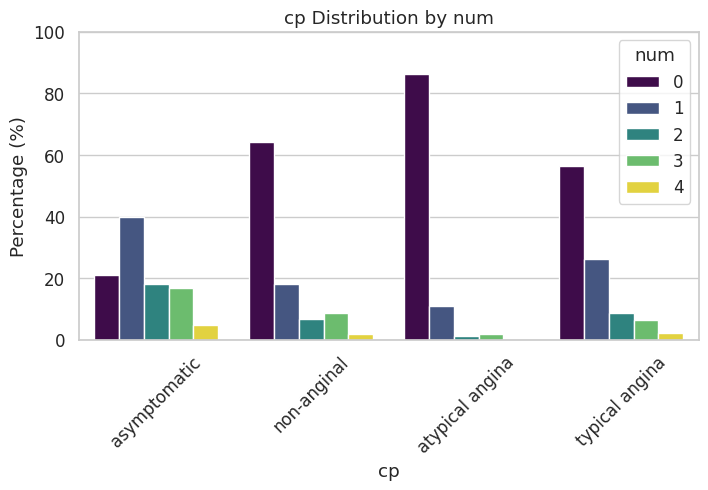 cp Distribution by num
Percentage (%)
100
80
60
40
20
0
num
0
1
2
3
4
asymptomatic
non-anginal
atypical angina
typical angina
cp